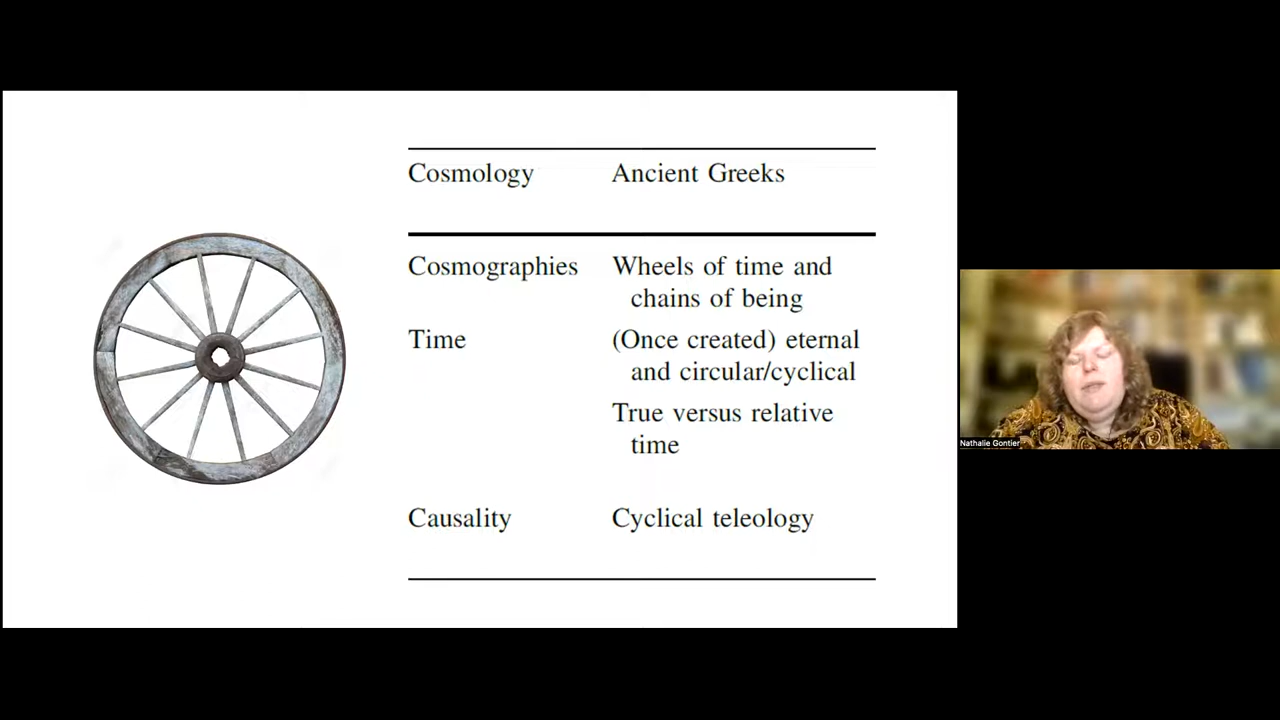 Cosmology Ancient Greeks
Cosmographies Wheels of time and
chains of being
Time (Once created) eternal
and circular/cyclical
True versus relative
time
Causality Cyclical teleology
Nathalie Gontier